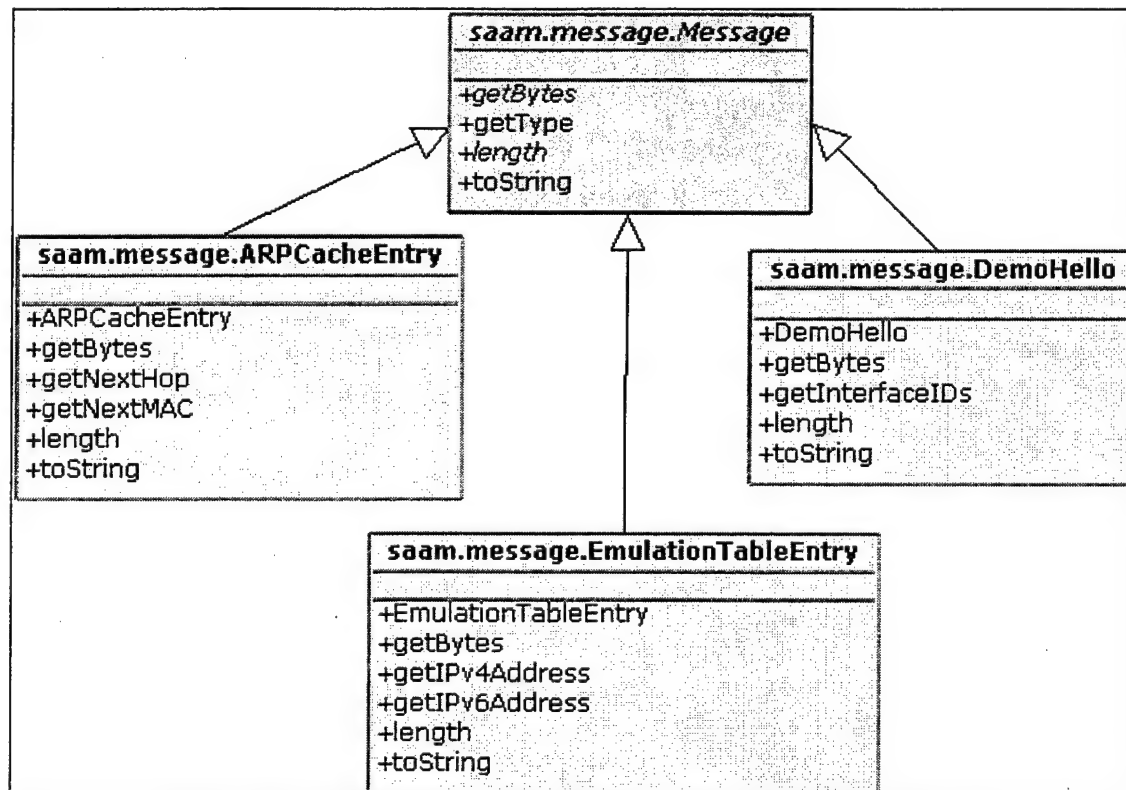 saam.message.Message
+getBytes
+getType
+length
+toString
saam.message.ARPCacheEntry
+ARPCacheEntry
+getBytes
+getNextHop
+getNextMAC
+length
+toString
saam.message.DemoHello
+DemoHello
+getBytes
+getInterfaceIDs
+length
+toString
saam.message.EmulationTableEntry
+EmulationTableEntry
+getBytes
+getIPv4Address
+getIPv6Address
+length
+toString